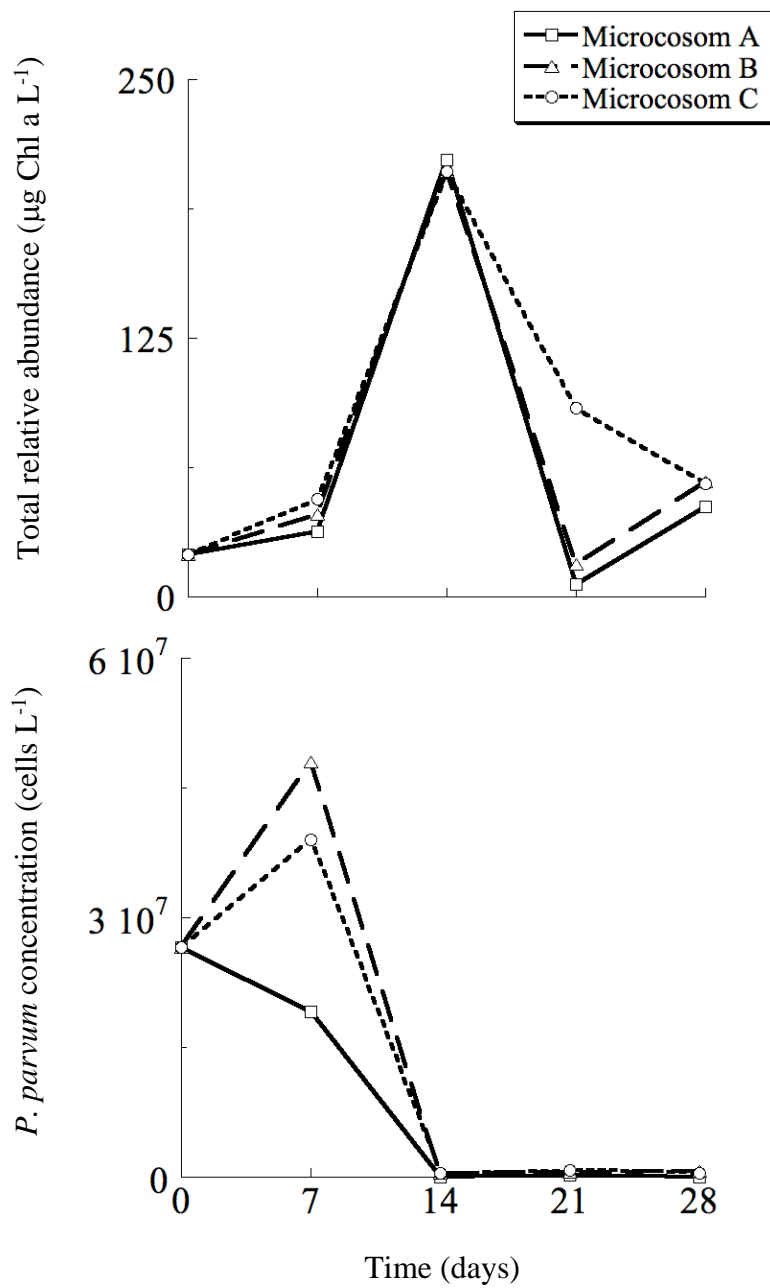 Microcosom A
Microcosom B
Microcosom C
Total relative abundance (µg Chl a L⁻¹)
250
125
0
P. parvum concentration (cells L⁻¹)
6 10⁷
3 10⁷
0
0 7 14 21 28
Time (days)